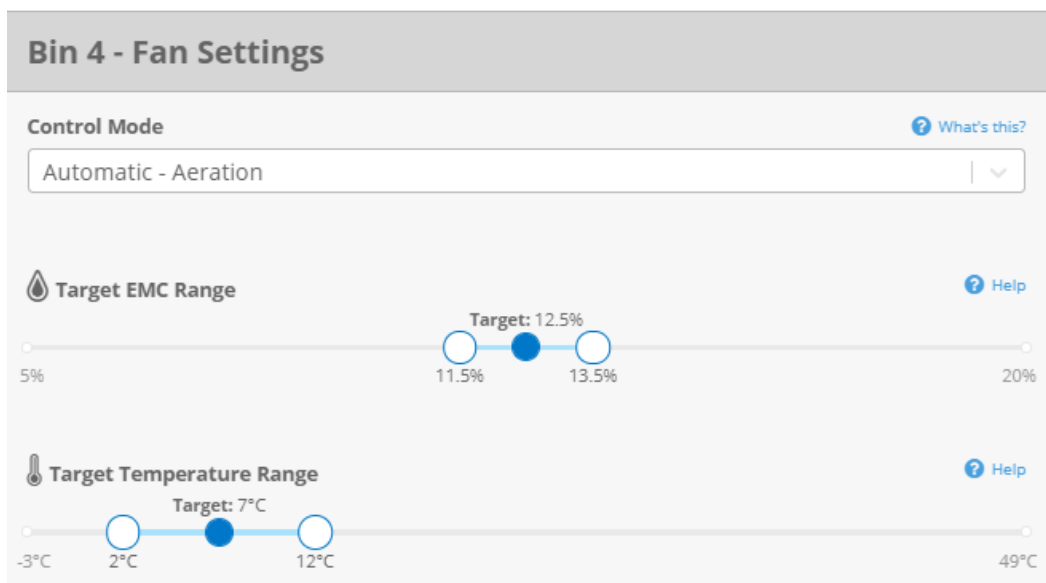 Bin 4 - Fan Settings
Control Mode
What's this?
Automatic - Aeration
Target EMC Range
Help
Target: 12.5%
5%
11.5%
13.5%
20%
Target Temperature Range
Help
Target: 7°C
-3°C
2°C
12°C
49°C